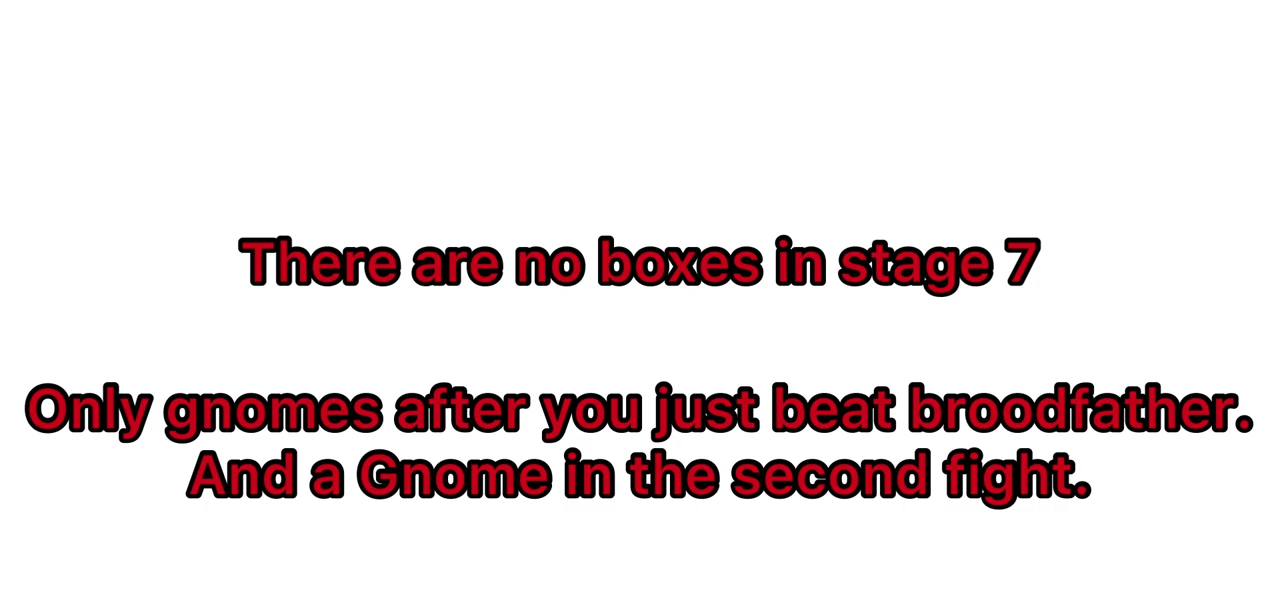 There are no boxes in stage 7
Only gnomes after you just beat broodfather.
And a Gnome in the second fight.